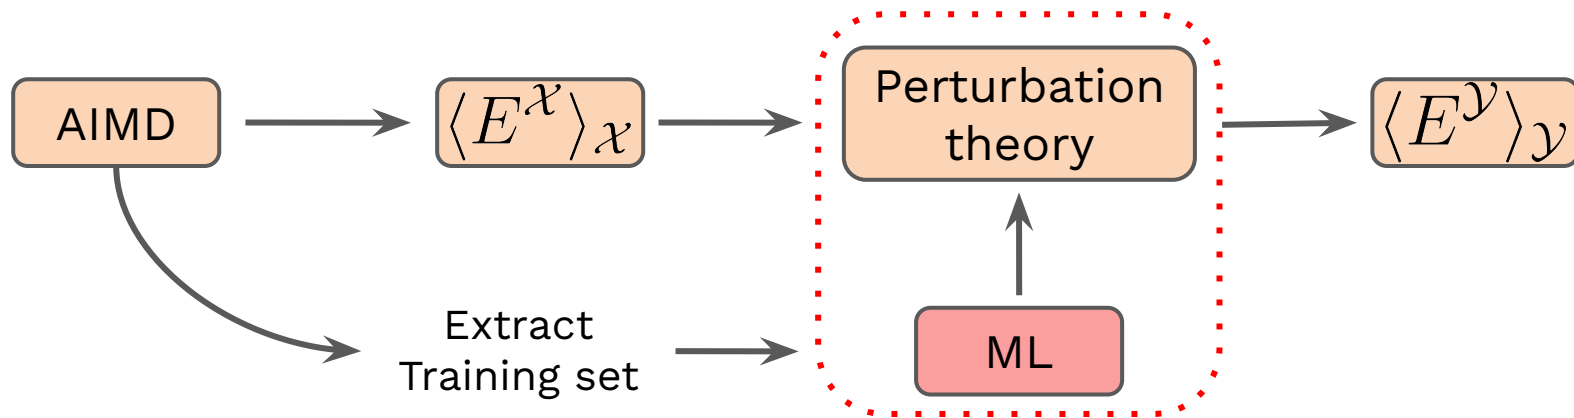 AIMD
⟨E^𝒳⟩_𝒳
Perturbation
theory
⟨E^𝒴⟩_𝒴
Extract
Training set
ML